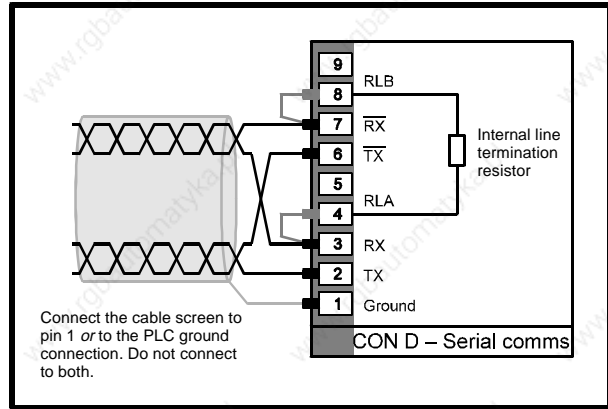 9
8 RLB
7 R̅X̅
6 T̅X̅
5
4 RLA
3 RX
2 TX
1 Ground
Internal line
termination
resistor
Connect the cable screen to
pin 1 or to the PLC ground
connection. Do not connect
to both.
CON D – Serial comms